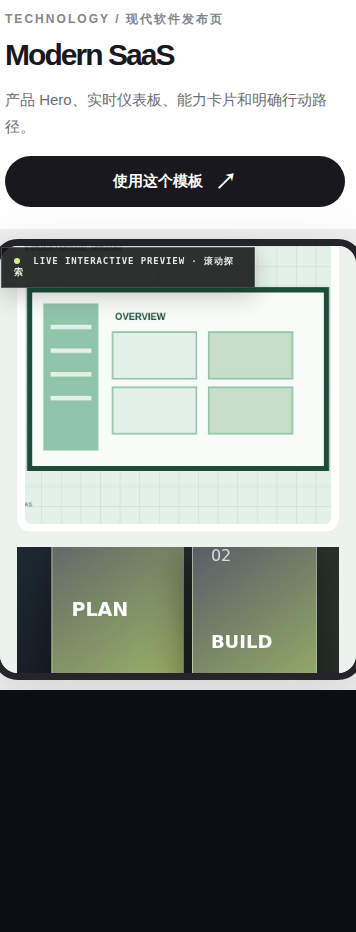 TECHNOLOGY / 现代软件发布页
Modern SaaS
产品 Hero、实时仪表板、能力卡片和明确行动路
径。
使用这个模板 ↗
LIVE INTERACTIVE PREVIEW · 滚动探
索
OVERVIEW
02
PLAN
BUILD